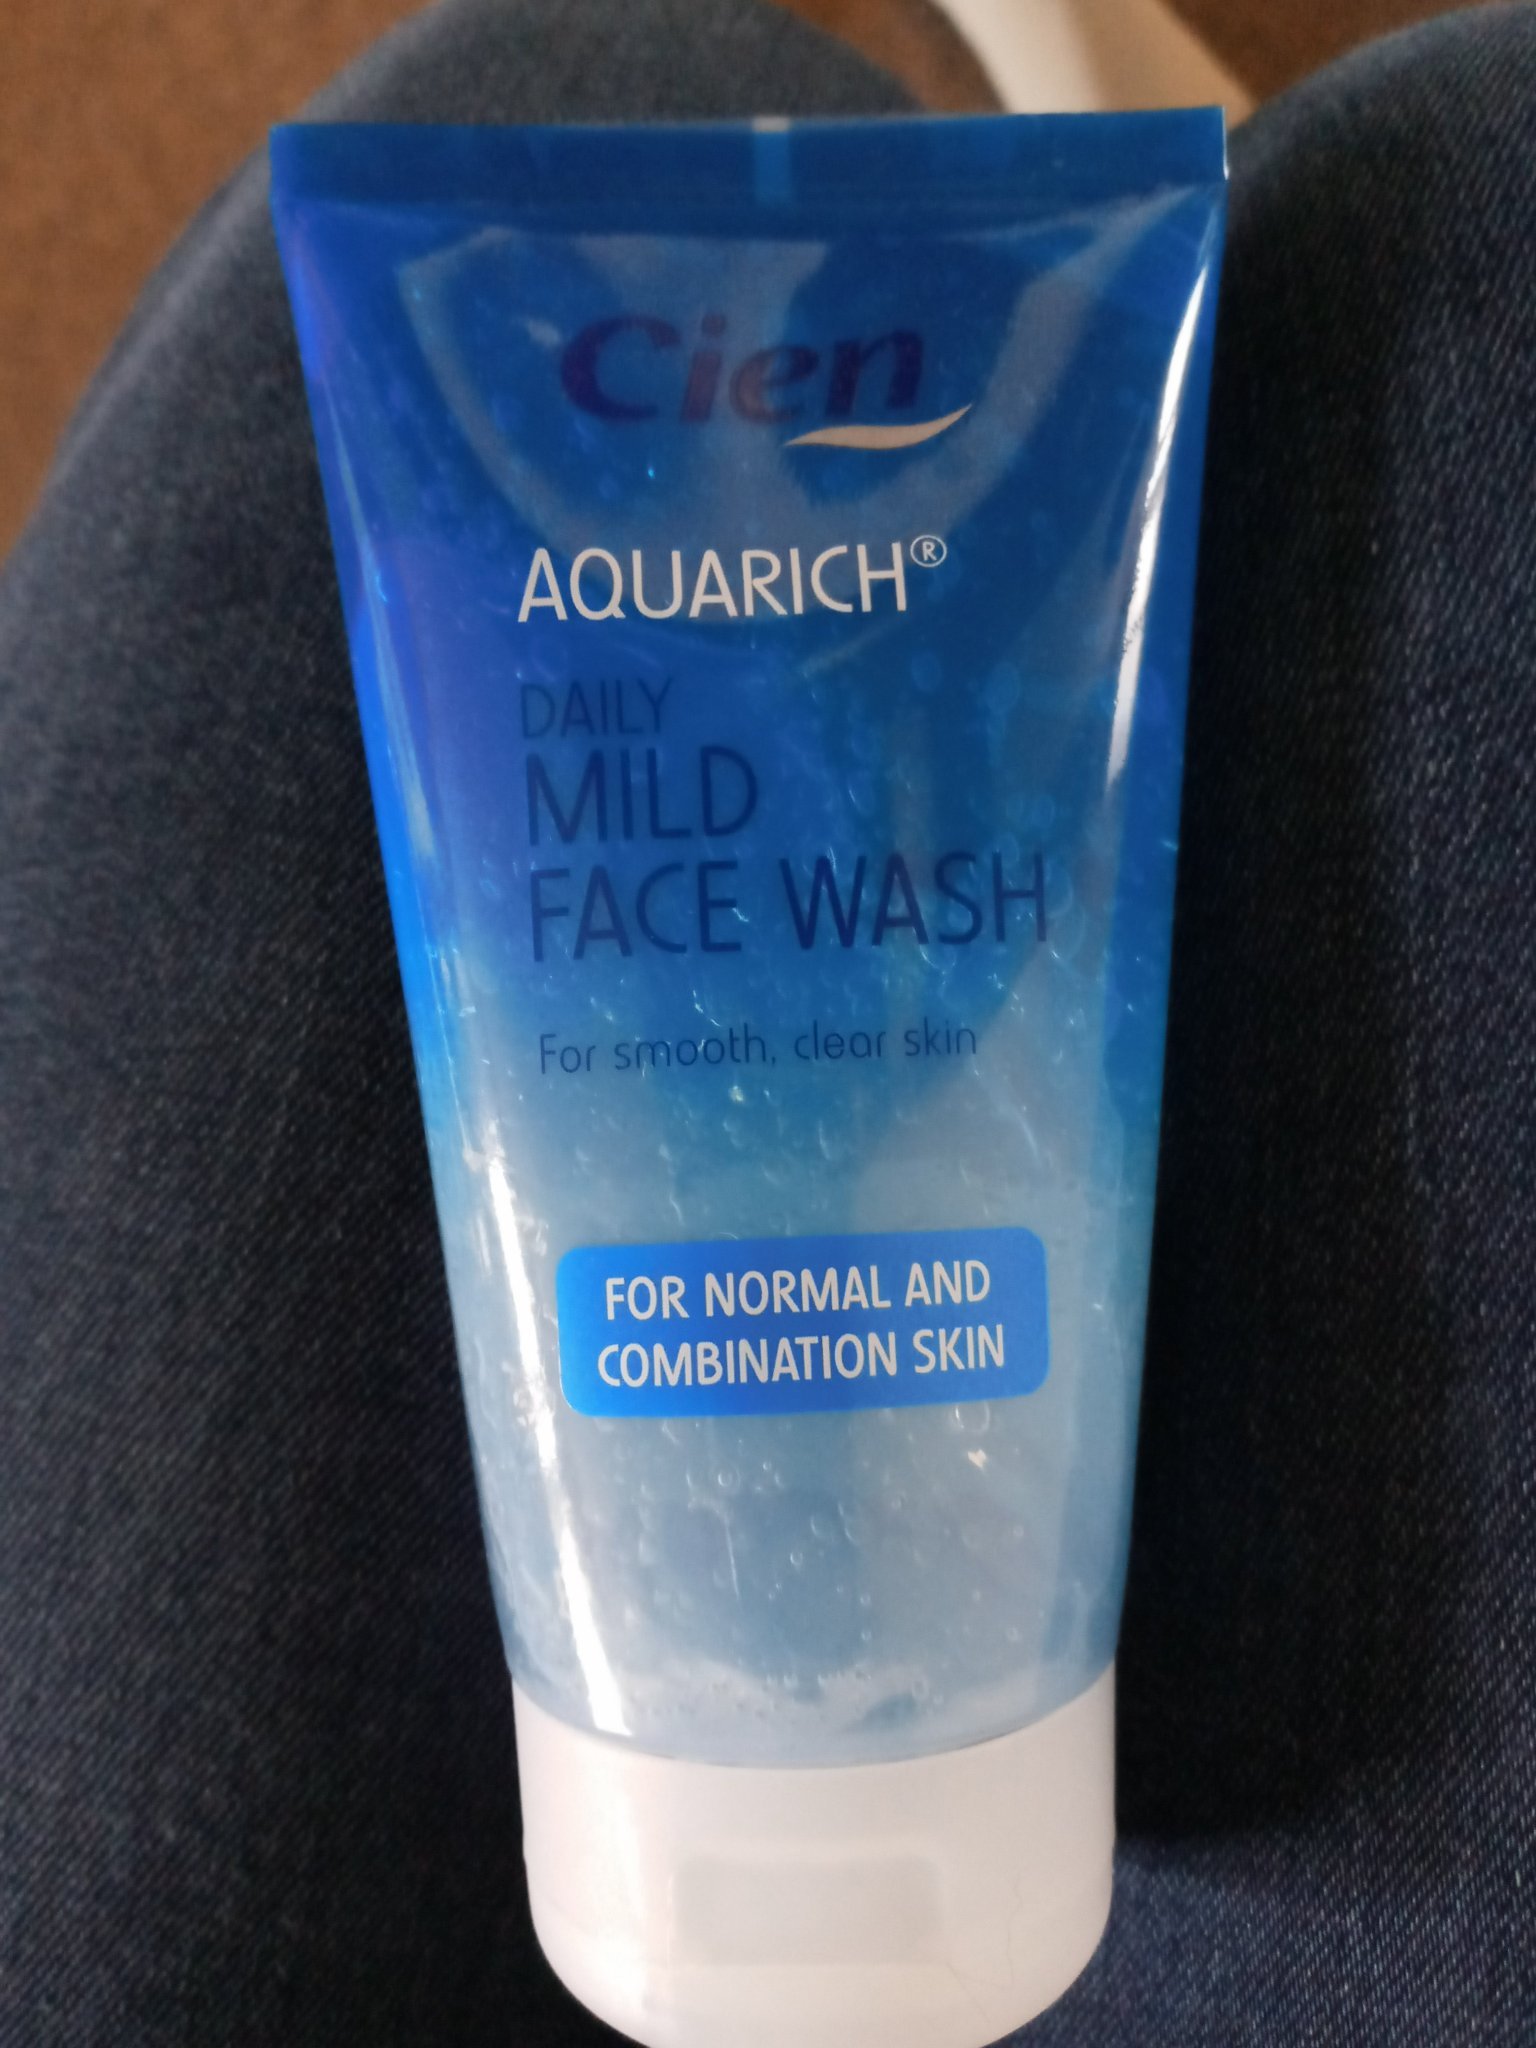 Cien
AQUARICH®
DAILY
MILD
FACE WASH
For smooth, clear skin
FOR NORMAL AND
COMBINATION SKIN